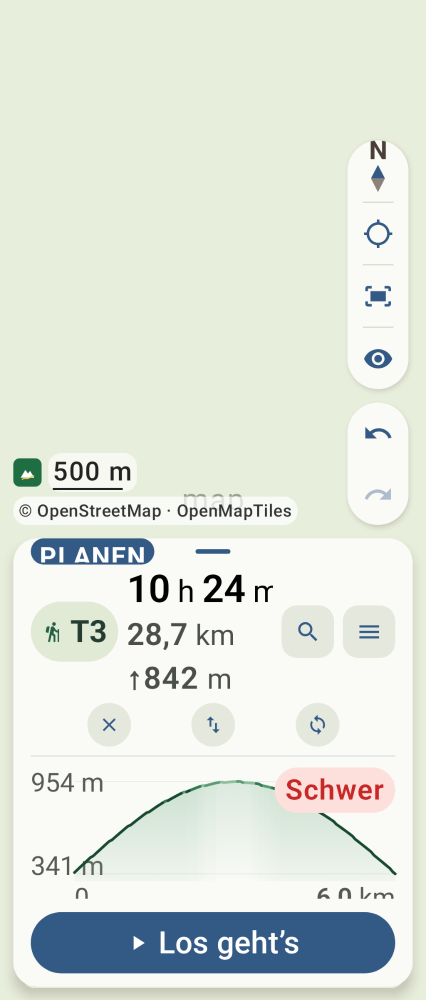 N
500 m
map
© OpenStreetMap · OpenMapTiles
PLANEN
10 h 24 m
T3
28,7 km
↑842 m
954 m
Schwer
341 m
0
6,0 km
Los geht's